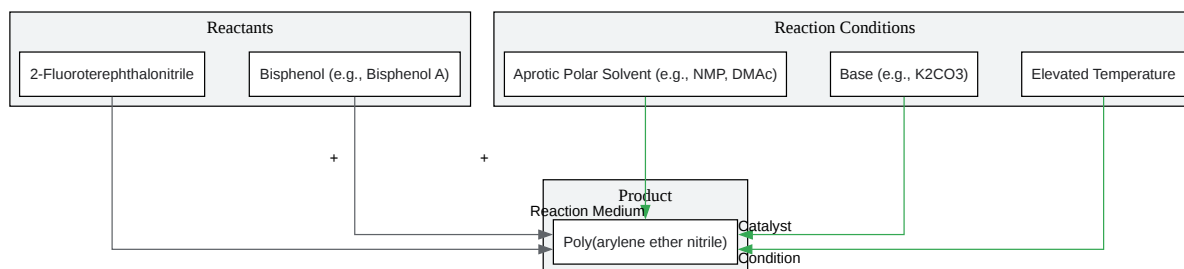 Reactants
Reaction Conditions
2-Fluoroterephthalonitrile
Bisphenol (e.g., Bisphenol A)
Aprotic Polar Solvent (e.g., NMP, DMAc)
Base (e.g., K2CO3)
Elevated Temperature
+
+
Product
Reaction Medium
Catalyst
Poly(arylene ether nitrile)
Condition